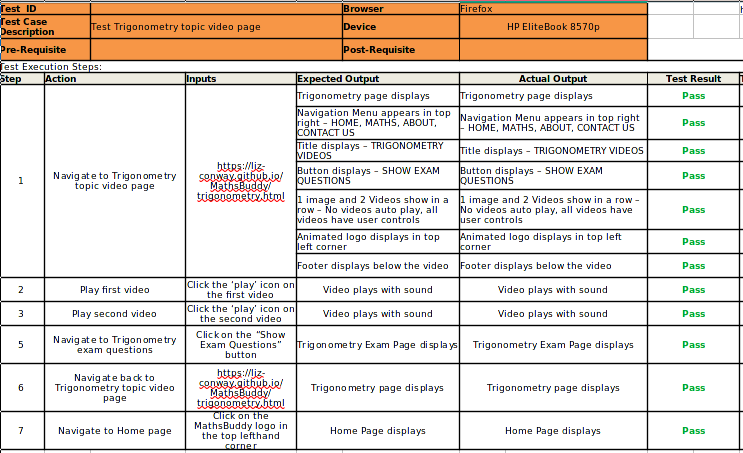 Test ID
Browser
Firefox
Test Case
Description
Test Trigonometry topic video page
Device
HP EliteBook 8570p
Pre-Requisite
Post-Requisite
Test Execution Steps:
Step
Action
Inputs
Expected Output
Actual Output
Test Result
1
Navigate to Trigonometry
topic video page
https://liz-
conway.github.io/
MathsBuddy/
trigonometry.html
Trigonometry page displays
Trigonometry page displays
Pass
Navigation Menu appears in top
right – HOME, MATHS, ABOUT,
CONTACT US
Navigation Menu appears in top right
– HOME, MATHS, ABOUT, CONTACT US
Pass
Title displays – TRIGONOMETRY
VIDEOS
Title displays – TRIGONOMETRY VIDEOS
Pass
Button displays – SHOW EXAM
QUESTIONS
Button displays – SHOW EXAM
QUESTIONS
Pass
1 image and 2 Videos show in a
row – No videos auto play, all
videos have user controls
1 image and 2 Videos show in a row –
No videos auto play, all videos have
user controls
Pass
Animated logo displays in top
left corner
Animated logo displays in top left
corner
Pass
Footer displays below the video
Footer displays below the video
Pass
2
Play first video
Click the ‘play’ icon on
the first video
Video plays with sound
Video plays with sound
Pass
3
Play second video
Click the ‘play’ icon on
the second video
Video plays with sound
Video plays with sound
Pass
5
Navigate to Trigonometry
exam questions
Click on the “Show
Exam Questions”
button
Trigonometry Exam Page displays
Trigonometry Exam Page displays
Pass
6
Navigate back to
Trigonometry topic video
page
https://liz-
conway.github.io/
MathsBuddy/
trigonometry.html
Trigonometry page displays
Trigonometry page displays
Pass
7
Navigate to Home page
Click on the
MathsBuddy logo in
the top lefthand
corner
Home Page displays
Home Page displays
Pass